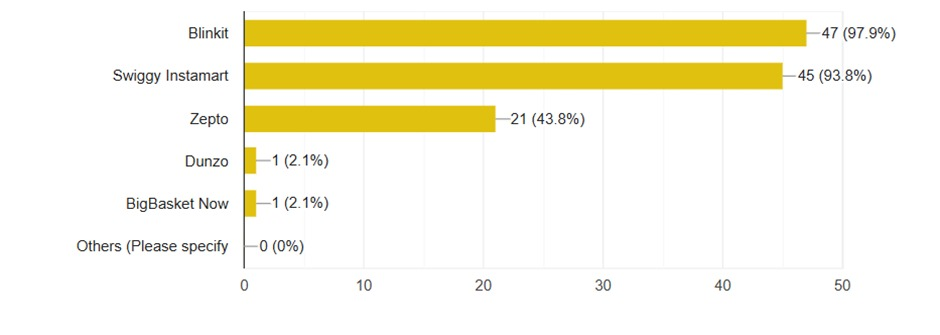 Blinkit 47 (97.9%)
Swiggy Instamart 45 (93.8%)
Zepto 21 (43.8%)
Dunzo 1 (2.1%)
BigBasket Now 1 (2.1%)
Others (Please specify 0 (0%)
0 10 20 30 40 50